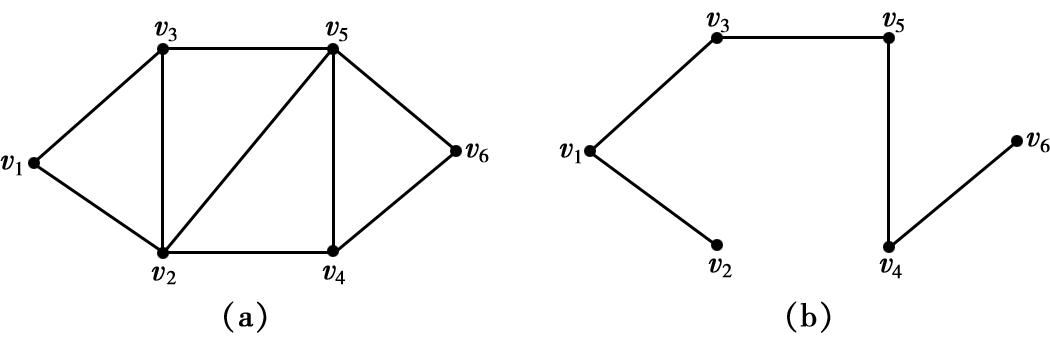 v₃ v₅
v₁ v₆
v₂ v₄
(a)
v₃ v₅
v₁ v₆
v₂ v₄
(b)